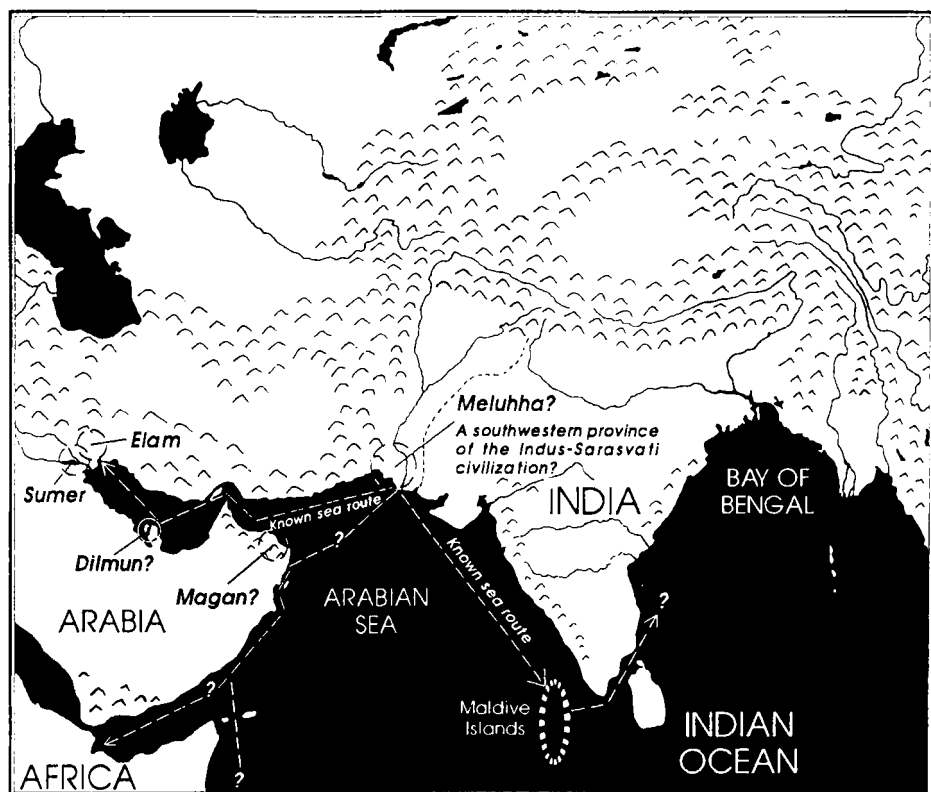 Meluhha?
A southwestern province
of the Indus-Sarasvati
civilization?
Elam
Sumer
INDIA
BAY OF
BENGAL
Known sea route
Dilmun?
?
Magan?
Known sea route
ARABIA
ARABIAN
SEA
?
?
Maldive
Islands
INDIAN
OCEAN
AFRICA
?